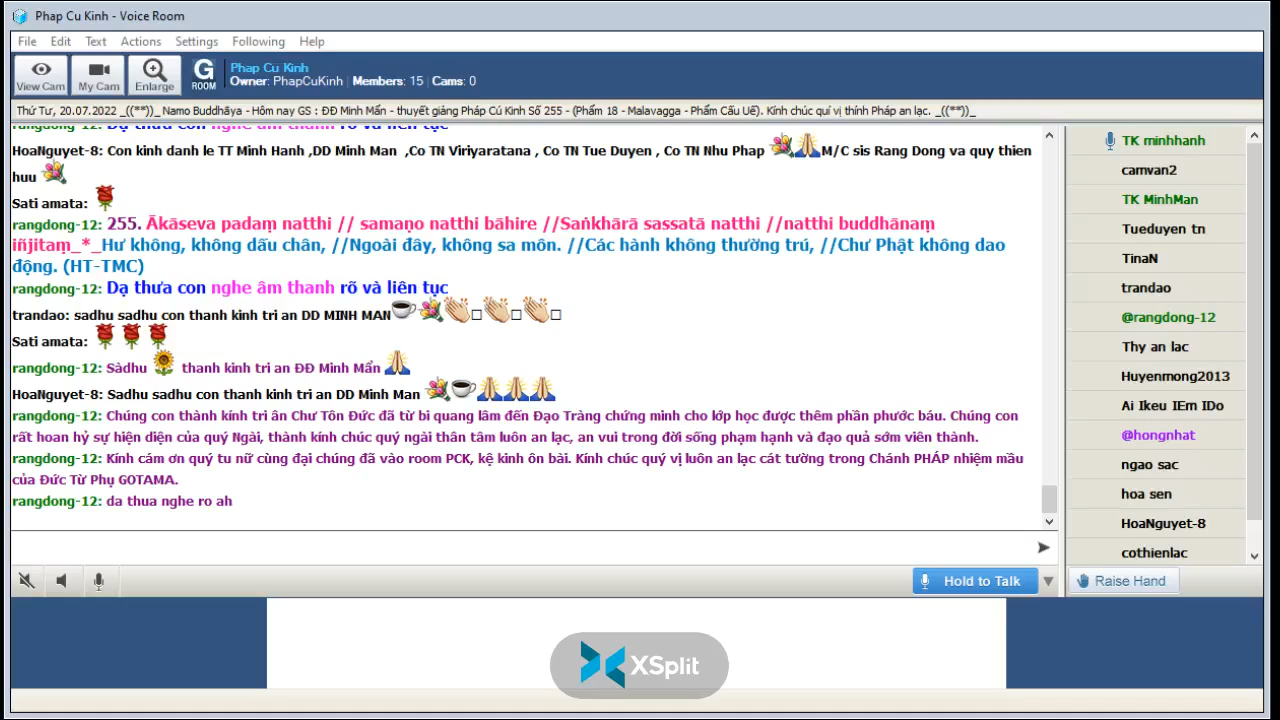 Phap Cu Kinh - Voice Room
File Edit Text Actions Settings Following Help
View Cam My Cam Enlarge G ROOM
Phap Cu Kinh
Owner: PhapCuKinh Members: 15 Cams: 0
Thứ Tư, 20.07.2022 _((**))_ Namo Buddhāya - Hôm nay GS : ĐĐ Minh Mẩn - thuyết giảng Pháp Cú Kinh Số 255 - (Phẩm 18 - Malavagga - Phẩm Cấu Uế). Kính chúc quí vị thính Pháp an lạc. _((**))_
rangdong-12: Dạ thưa con nghe âm thanh rõ và liên tục
HoaNguyet-8: Con kinh danh le TT Minh Hanh ,DD Minh Man ,Co TN Viriyaratana , Co TN Tue Duyen , Co TN Nhu Phap M/C sis Rang Dong va quy thien
huu
Sati amata:
rangdong-12: 255. Ākāseva padaṃ natthi // samaṇo natthi bāhire //Saṅkhārā sassatā natthi //natthi buddhānaṃ
iñjitaṃ_*_Hư không, không dấu chân, //Ngoài đây, không sa môn. //Các hành không thường trú, //Chư Phật không dao
động. (HT-TMC)
rangdong-12: Dạ thưa con nghe âm thanh rõ và liên tục
trandao: sadhu sadhu con thanh kinh tri an DD MINH MAN
Sati amata:
rangdong-12: Sàdhu thanh kinh tri an ĐĐ Minh Mẩn
HoaNguyet-8: Sadhu sadhu con thanh kinh tri an DD Minh Man
rangdong-12: Chúng con thành kính tri ân Chư Tôn Đức đã từ bi quang lâm đến Đạo Tràng chứng minh cho lớp học được thêm phần phước báu. Chúng con
rất hoan hỷ sự hiện diện của quý Ngài, thành kính chúc quý ngài thân tâm luôn an lạc, an vui trong đời sống phạm hạnh và đạo quả sớm viên thành.
rangdong-12: Kính cám ơn quý tu nữ cùng đại chúng đã vào room PCK, kệ kinh ôn bài. Kính chúc quý vị luôn an lạc cát tường trong Chánh PHÁP nhiệm mầu
của Đức Từ Phụ GOTAMA.
rangdong-12: da thua nghe ro ah
TK minhhanh
camvan2
TK MinhMan
Tueduyen tn
TinaN
trandao
@rangdong-12
Thy an lac
Huyenmong2013
Ai Ikeu IEm IDo
@hongnhat
ngao sac
hoa sen
HoaNguyet-8
cothienlac
Hold to Talk
Raise Hand
XSplit